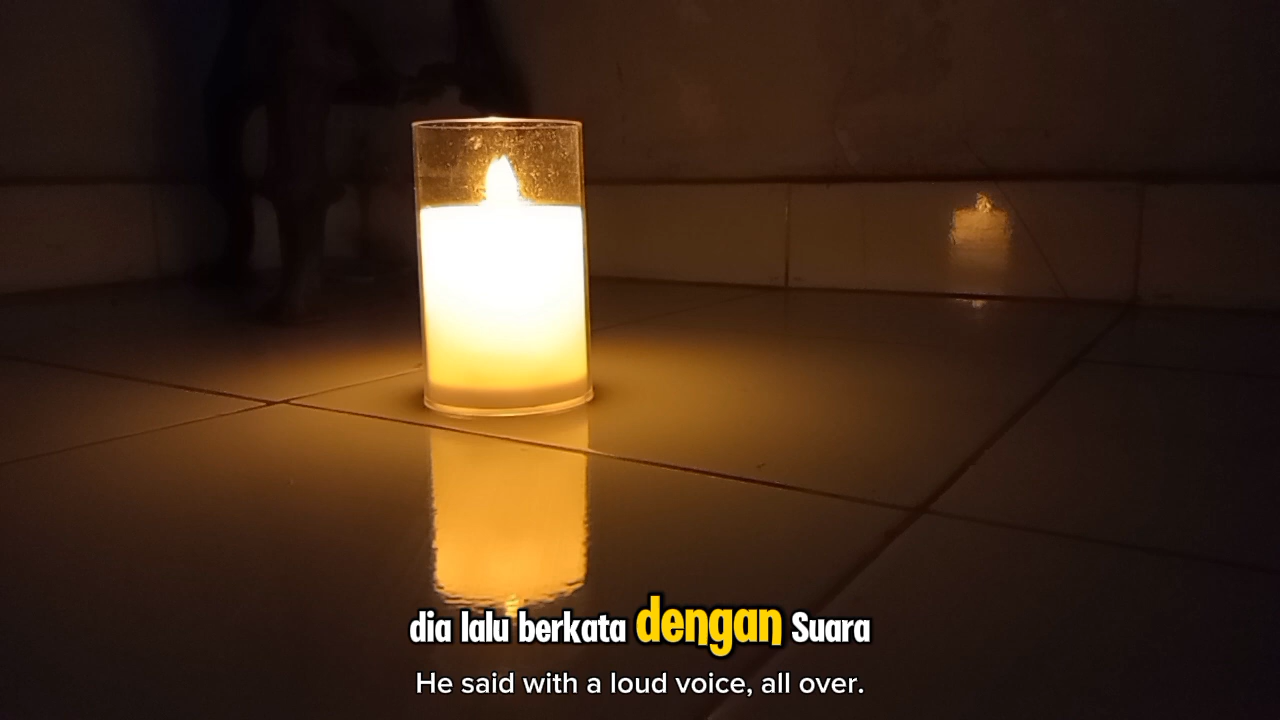 dia lalu berkata dengan Suara
He said with a loud voice, all over.